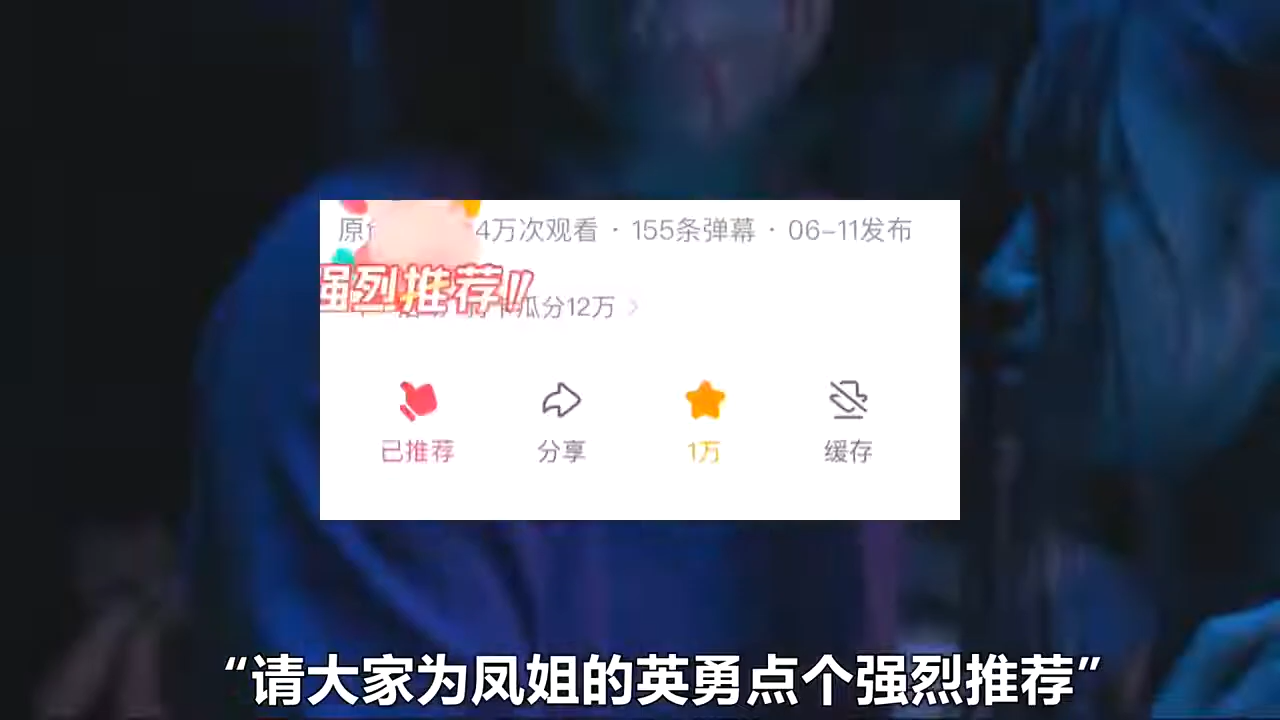 原 4万次观看 · 155条弹幕 · 06-11发布
强烈推荐!!
瓜分12万 >
已推荐 分享 1万 缓存
“请大家为凤姐的英勇点个强烈推荐”